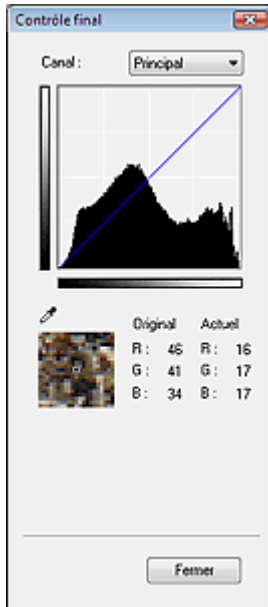 Contrôle final
Canal : Principal
Original Actuel
R : 46 R : 16
G : 41 G : 17
B : 34 B : 17
Fermer